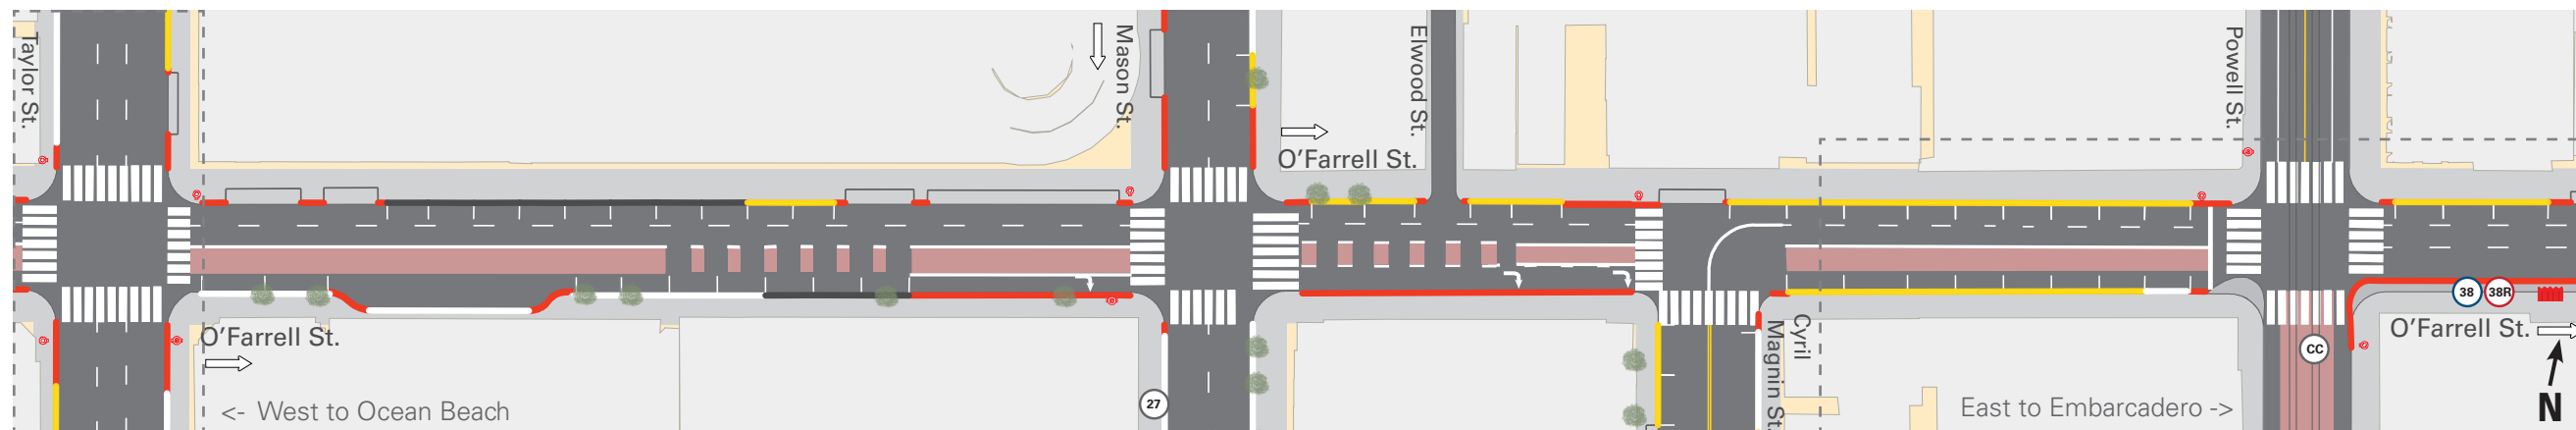 Taylor St.
Mason St.
Elwood St.
Powell St.
O'Farrell St.
O'Farrell St.
Cyril
Magnin St.
38
38R
O'Farrell St.
CC
<- West to Ocean Beach
27
East to Embarcadero ->
N